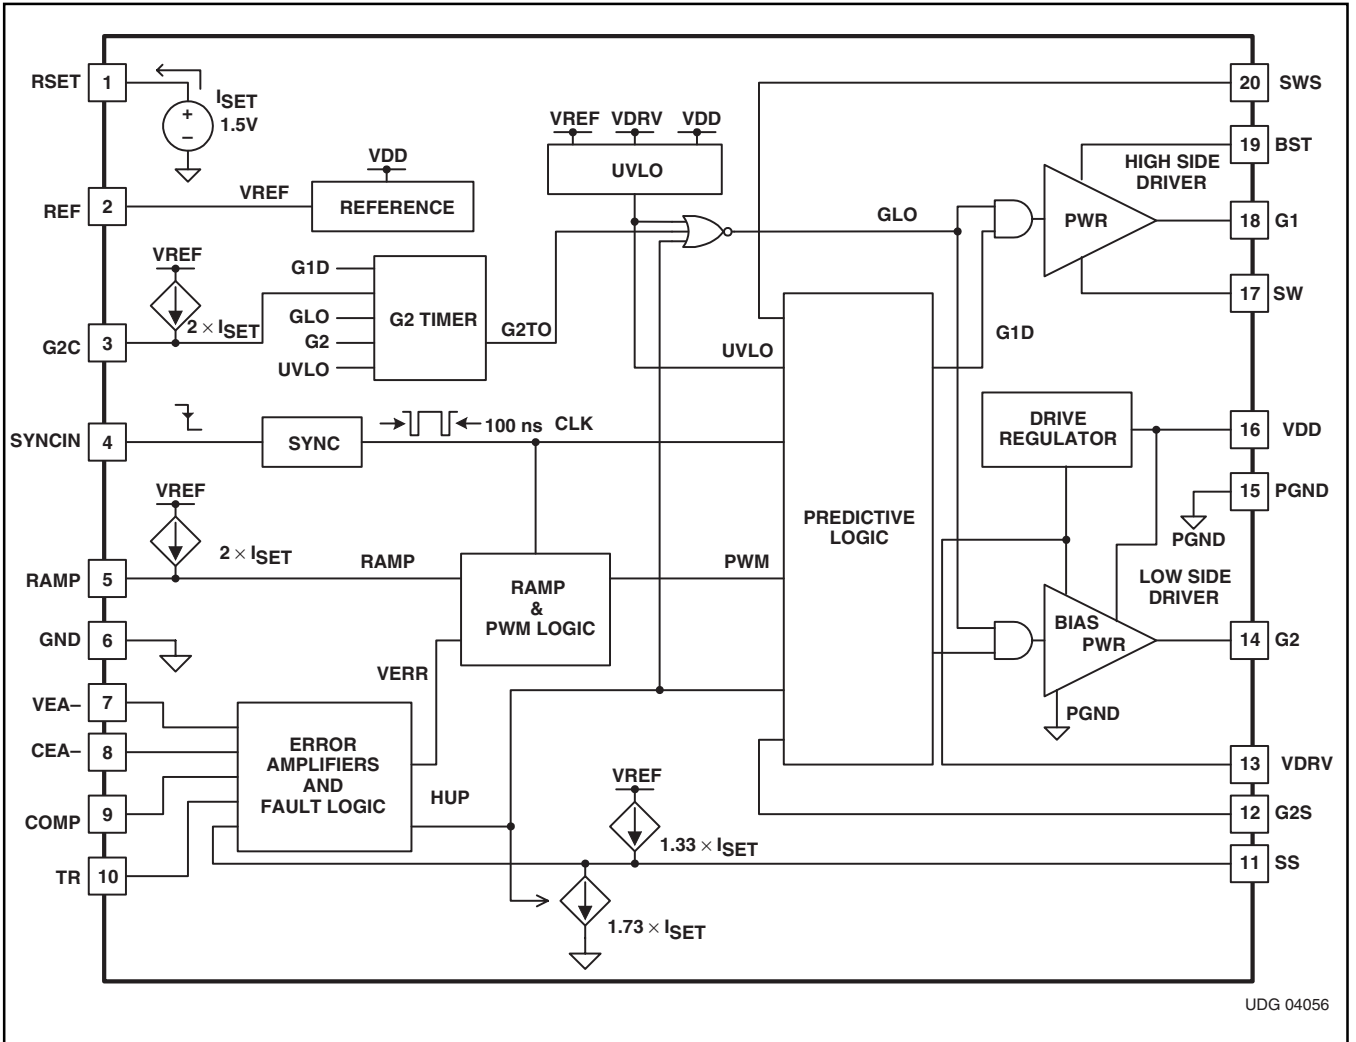 RSET 1
ISET
1.5V
+
−
REF 2
VREF
VDD
REFERENCE
VREF
2 × ISET
G2C 3
G1D
GLO
G2
UVLO
G2 TIMER
G2TO
VREF VDRV VDD
UVLO
GLO
SYNCIN 4
SYNC
100 ns CLK
VREF
2 × ISET
RAMP 5
RAMP
RAMP
&
PWM LOGIC
PWM
UVLO
PREDICTIVE
LOGIC
GND 6
VERR
VEA– 7
CEA– 8
COMP 9
TR 10
ERROR
AMPLIFIERS
AND
FAULT LOGIC
HUP
VREF
1.33 × ISET
1.73 × ISET
20 SWS
19 BST
HIGH SIDE
DRIVER
PWR
18 G1
17 SW
G1D
DRIVE
REGULATOR
16 VDD
15 PGND
PGND
LOW SIDE
DRIVER
BIAS
PWR
14 G2
PGND
13 VDRV
12 G2S
11 SS
UDG 04056